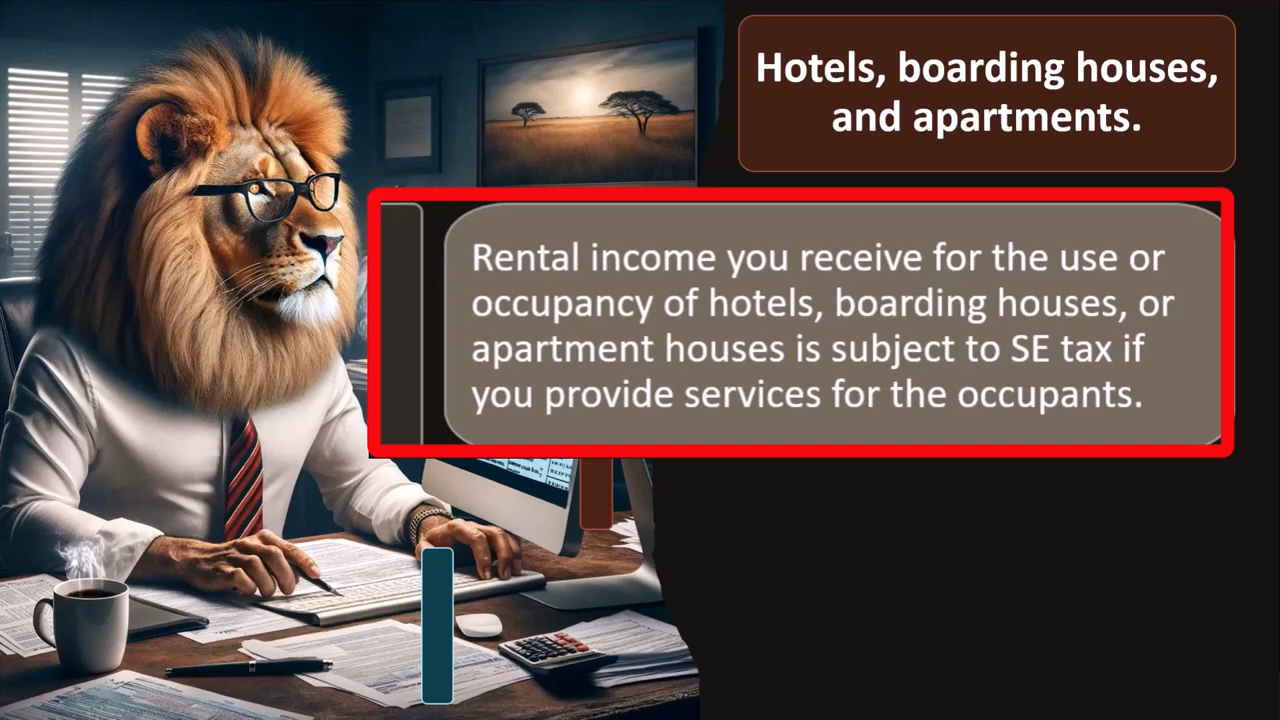 Hotels, boarding houses,
and apartments.
Rental income you receive for the use or
occupancy of hotels, boarding houses, or
apartment houses is subject to SE tax if
you provide services for the occupants.